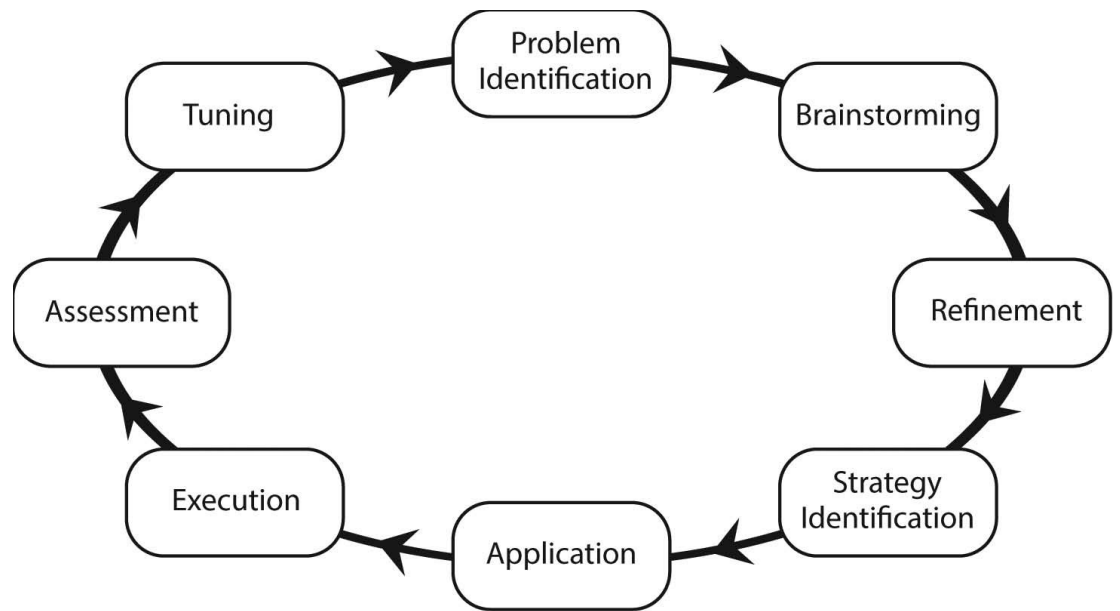 Problem
Identification
Brainstorming
Refinement
Strategy
Identification
Application
Execution
Assessment
Tuning